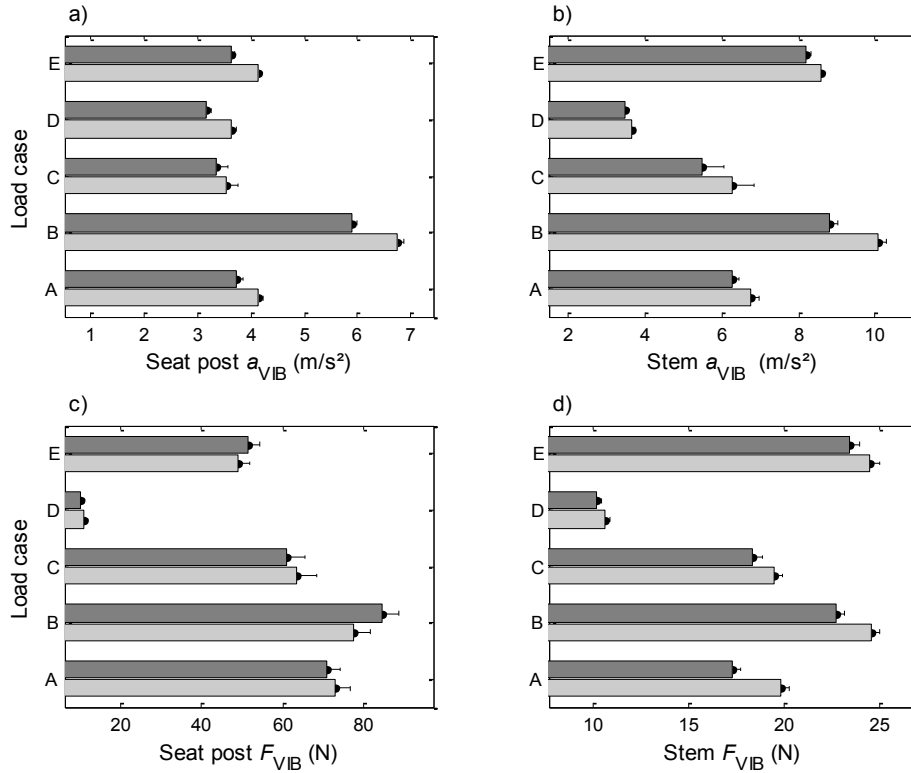 a)
b)
E
D
C
B
A
Load case
1 2 3 4 5 6 7
Seat post aVIB (m/s²)
E
D
C
B
A
2 4 6 8 10
Stem aVIB (m/s²)
c)
d)
E
D
C
B
A
Load case
20 40 60 80
Seat post FVIB (N)
E
D
C
B
A
10 15 20 25
Stem FVIB (N)